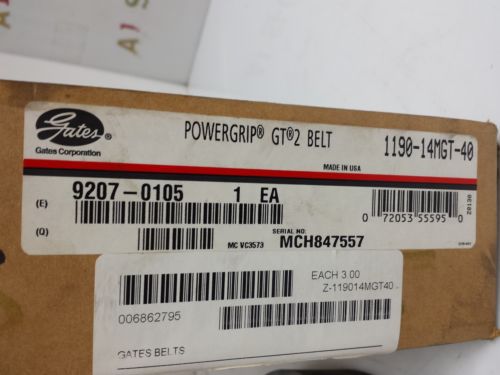 Gates®
Gates Corporation
POWERGRIP® GT®2 BELT
1190-14MGT-40
MADE IN USA
(E)
9207-0105
1 EA
0 72053 55595 0
Z0130
(Q)
MC VC3573
SERIAL NO:
MCH847557
EACH 3.00
Z-119014MGT40
006862795
GATES BELTS